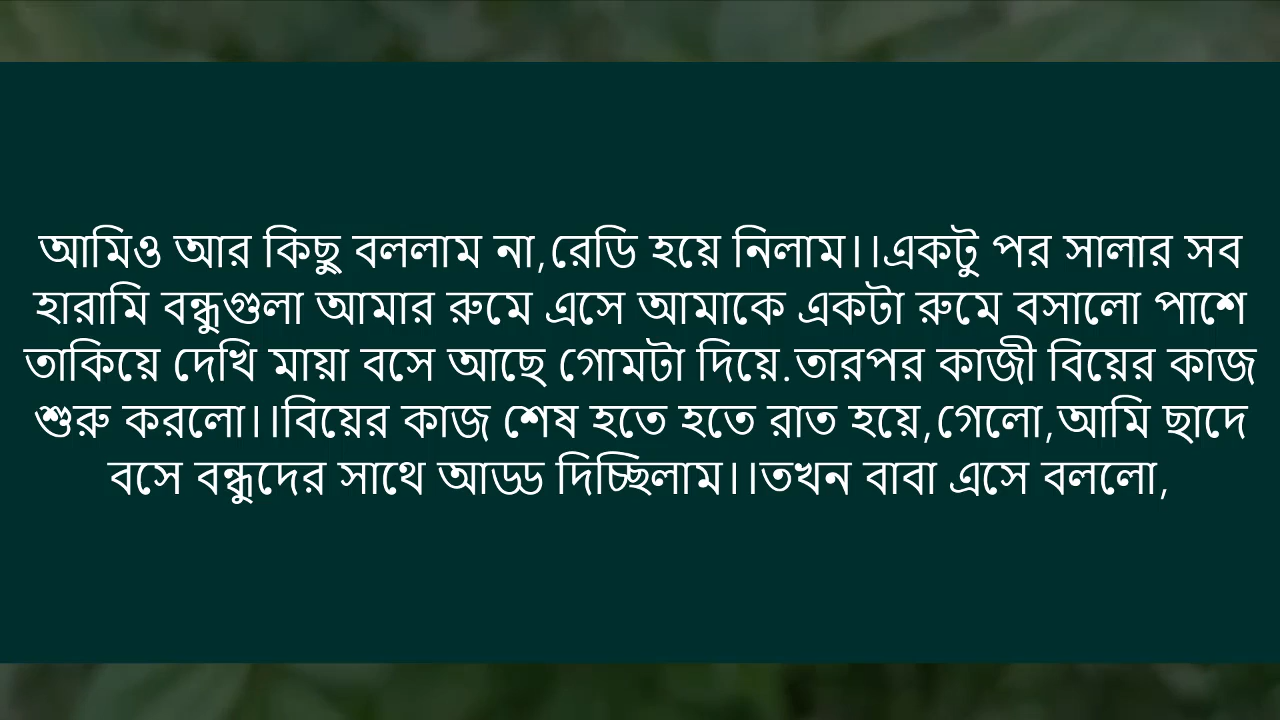 আমিও আর কিছু বললাম না,রেডি হয়ে নিলাম।।একটু পর সালার সব
হারামি বন্ধুগুলা আমার রুমে এসে আমাকে একটা রুমে বসালো পাশে
তাকিয়ে দেখি মায়া বসে আছে গোমটা দিয়ে.তারপর কাজী বিয়ের কাজ
শুরু করলো।।বিয়ের কাজ শেষ হতে হতে রাত হয়ে,গেলো,আমি ছাদে
বসে বন্ধুদের সাথে আড্ড দিচ্ছিলাম।।তখন বাবা এসে বললো,